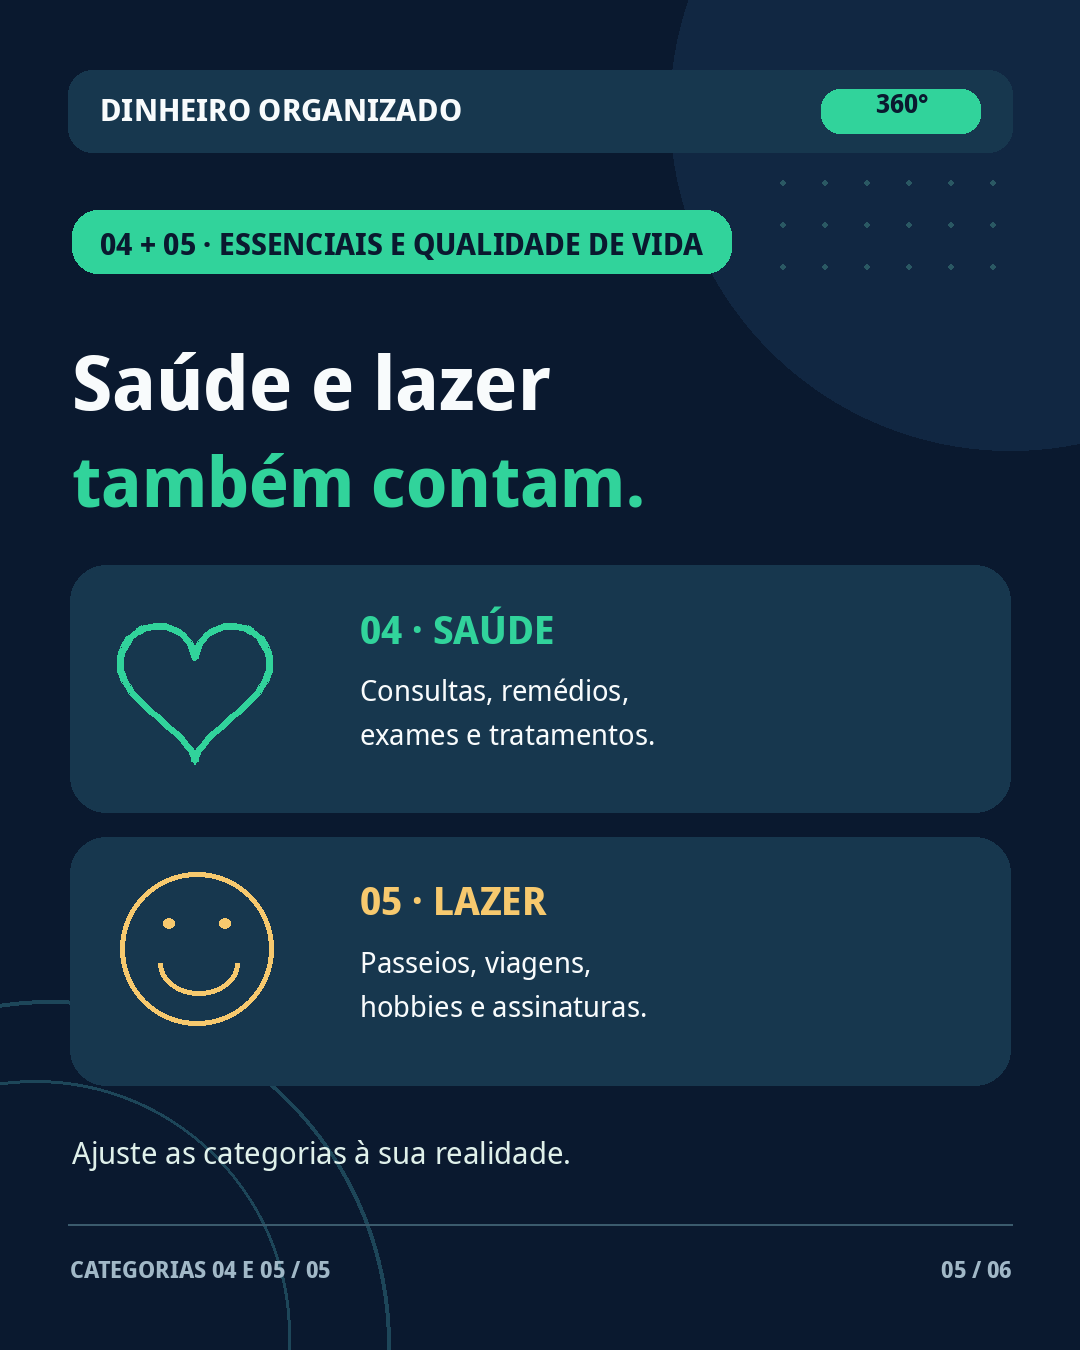 DINHEIRO ORGANIZADO
360°
04 + 05 · ESSENCIAIS E QUALIDADE DE VIDA
Saúde e lazer
também contam.
04 · SAÚDE
Consultas, remédios,
exames e tratamentos.
05 · LAZER
Passeios, viagens,
hobbies e assinaturas.
Ajuste as categorias à sua realidade.
CATEGORIAS 04 E 05 / 05
05 / 06